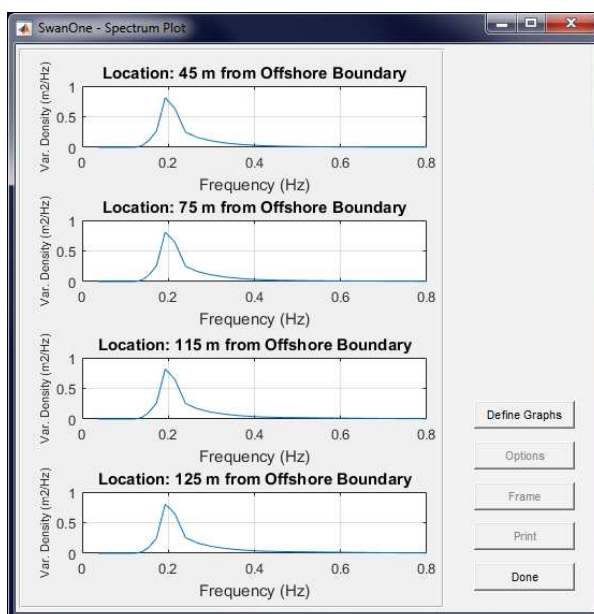 SwanOne - Spectrum Plot
Location: 45 m from Offshore Boundary
Var. Density (m2/Hz)
1
0.5
0
0 0.2 0.4 0.6 0.8
Frequency (Hz)
Location: 75 m from Offshore Boundary
Var. Density (m2/Hz)
1
0.5
0
0 0.2 0.4 0.6 0.8
Frequency (Hz)
Location: 115 m from Offshore Boundary
Var. Density (m2/Hz)
1
0.5
0
0 0.2 0.4 0.6 0.8
Frequency (Hz)
Location: 125 m from Offshore Boundary
Var. Density (m2/Hz)
1
0.5
0
0 0.2 0.4 0.6 0.8
Frequency (Hz)
Define Graphs
Options
Frame
Print
Done